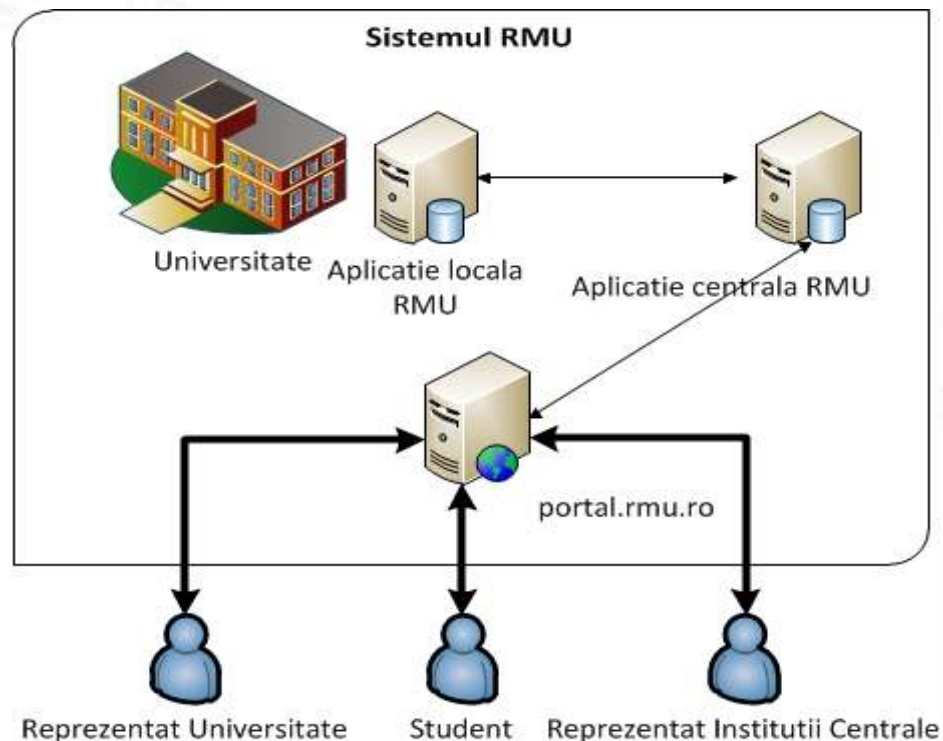 Sistemul RMU
Universitate
Aplicatie locala
RMU
Aplicatie centrala RMU
portal.rmu.ro
Reprezentat Universitate
Student
Reprezentat Institutii Centrale